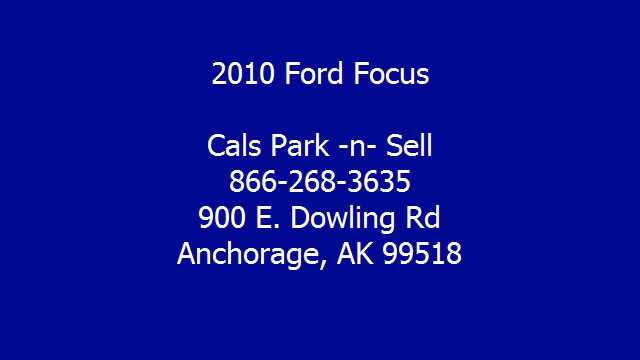 2010 Ford Focus
Cals Park -n- Sell
866-268-3635
900 E. Dowling Rd
Anchorage, AK 99518